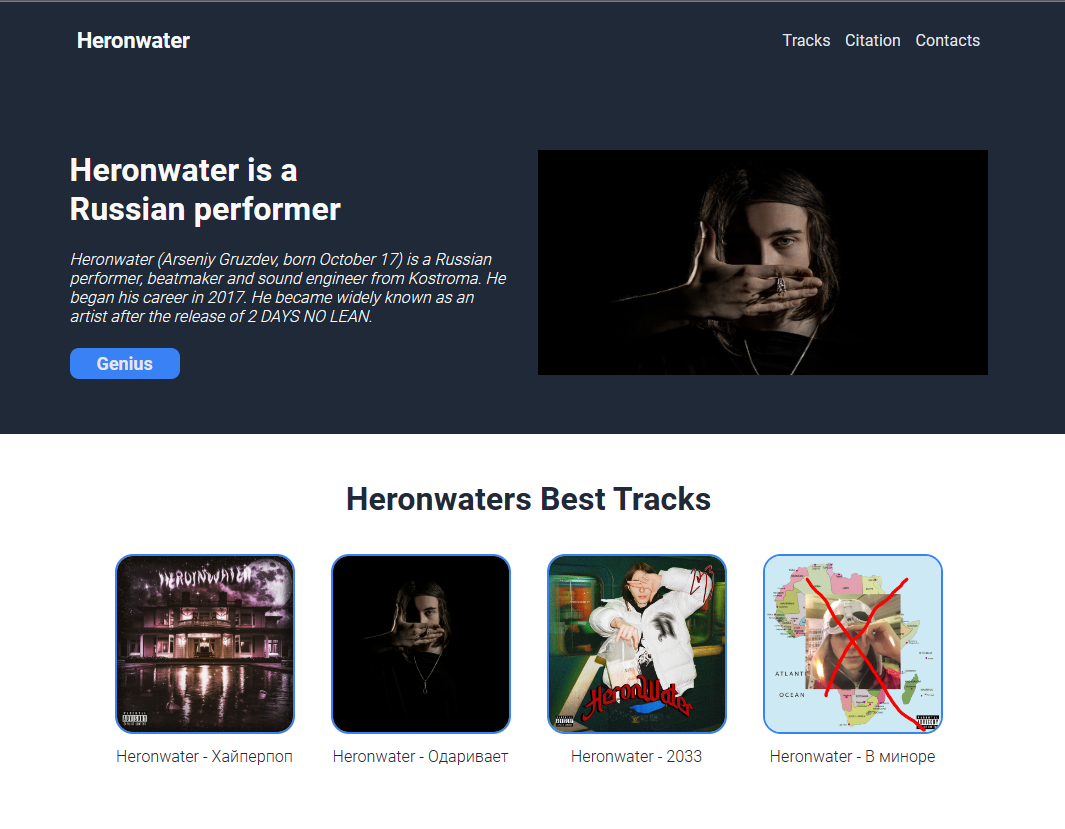 Heronwater
Tracks Citation Contacts
Heronwater is a
Russian performer
Heronwater (Arseniy Gruzdev, born October 17) is a Russian
performer, beatmaker and sound engineer from Kostroma. He
began his career in 2017. He became widely known as an
artist after the release of 2 DAYS NO LEAN.
Genius
Heronwaters Best Tracks
HEROINWATER
HeronWater
ATLANT
OCEAN
Heronwater - Хайперпоп
Heronwater - Одаривает
Heronwater - 2033
Heronwater - В миноре